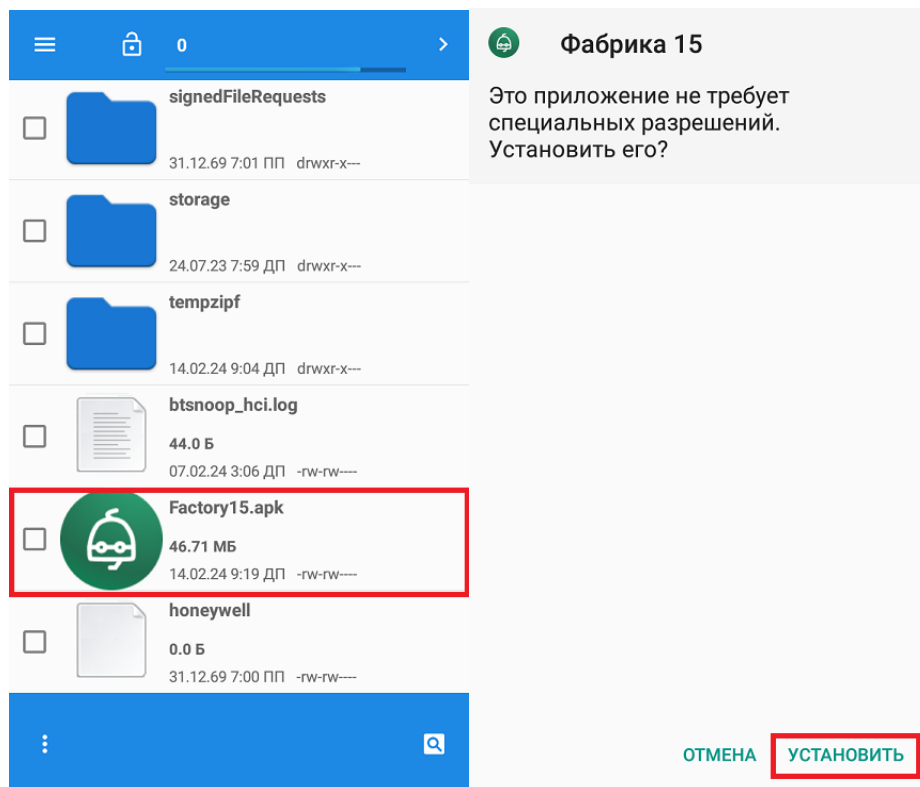 0
signedFileRequests
31.12.69 7:01 ПП drwxr-x---
storage
24.07.23 7:59 ДП drwxr-x---
tempzipf
14.02.24 9:04 ДП drwxr-x---
btsnoop_hci.log
44.0 Б
07.02.24 3:06 ДП -rw-rw----
Factory15.apk
46.71 МБ
14.02.24 9:19 ДП -rw-rw----
honeywell
0.0 Б
31.12.69 7:00 ПП -rw-rw----
Фабрика 15
Это приложение не требует
специальных разрешений.
Установить его?
ОТМЕНА УСТАНОВИТЬ